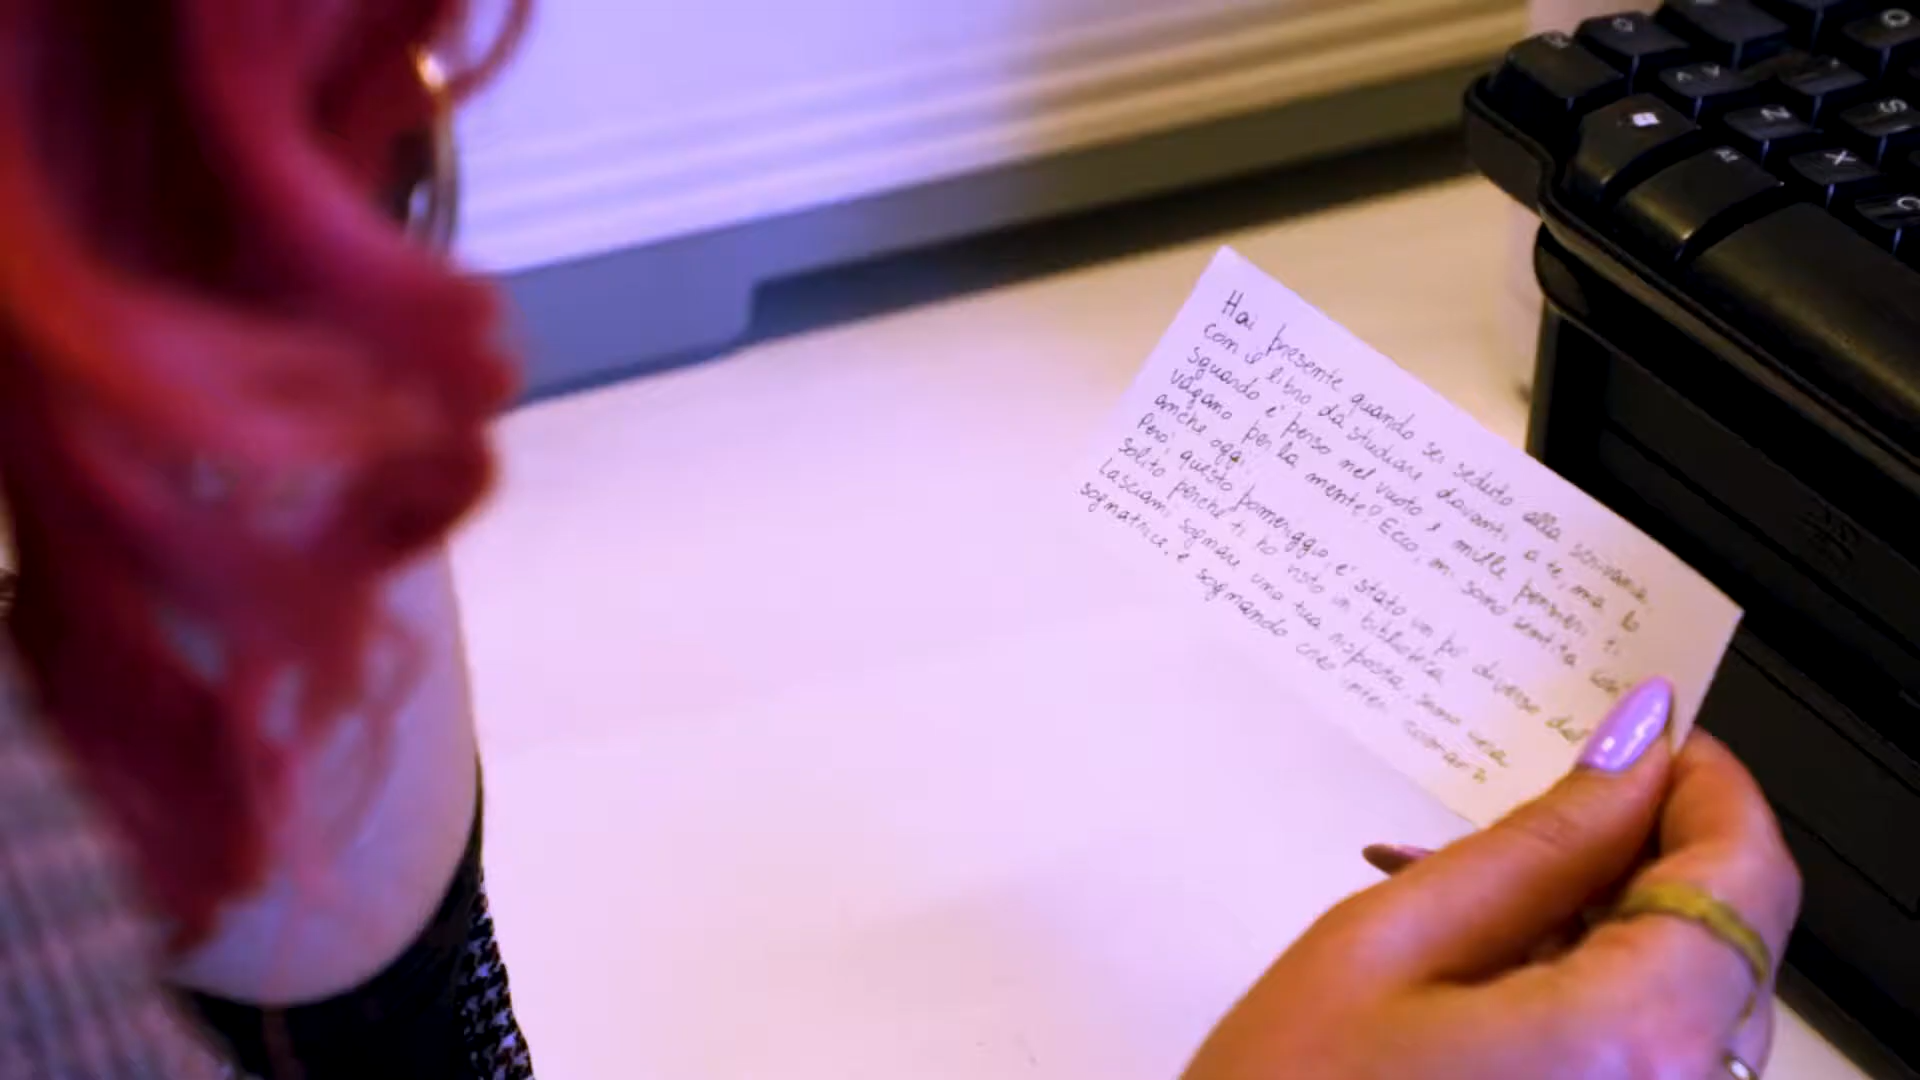 Hai presente quando sei seduto alla scrivania,
con il libro da studiare davanti a te, ma lo
sguardo e' perso nel vuoto e mille pensieri ti
vagano per la mente? Ecco, mi sono sentita così
anche oggi.
Però questo pomeriggio, e' stato un po' diverso dal
solito perché ti ho visto in biblioteca
Lasciami sognare una tua risposta, sono una
sognatrice, e sognando creo interi
Z
X
C
S
Q
Alt